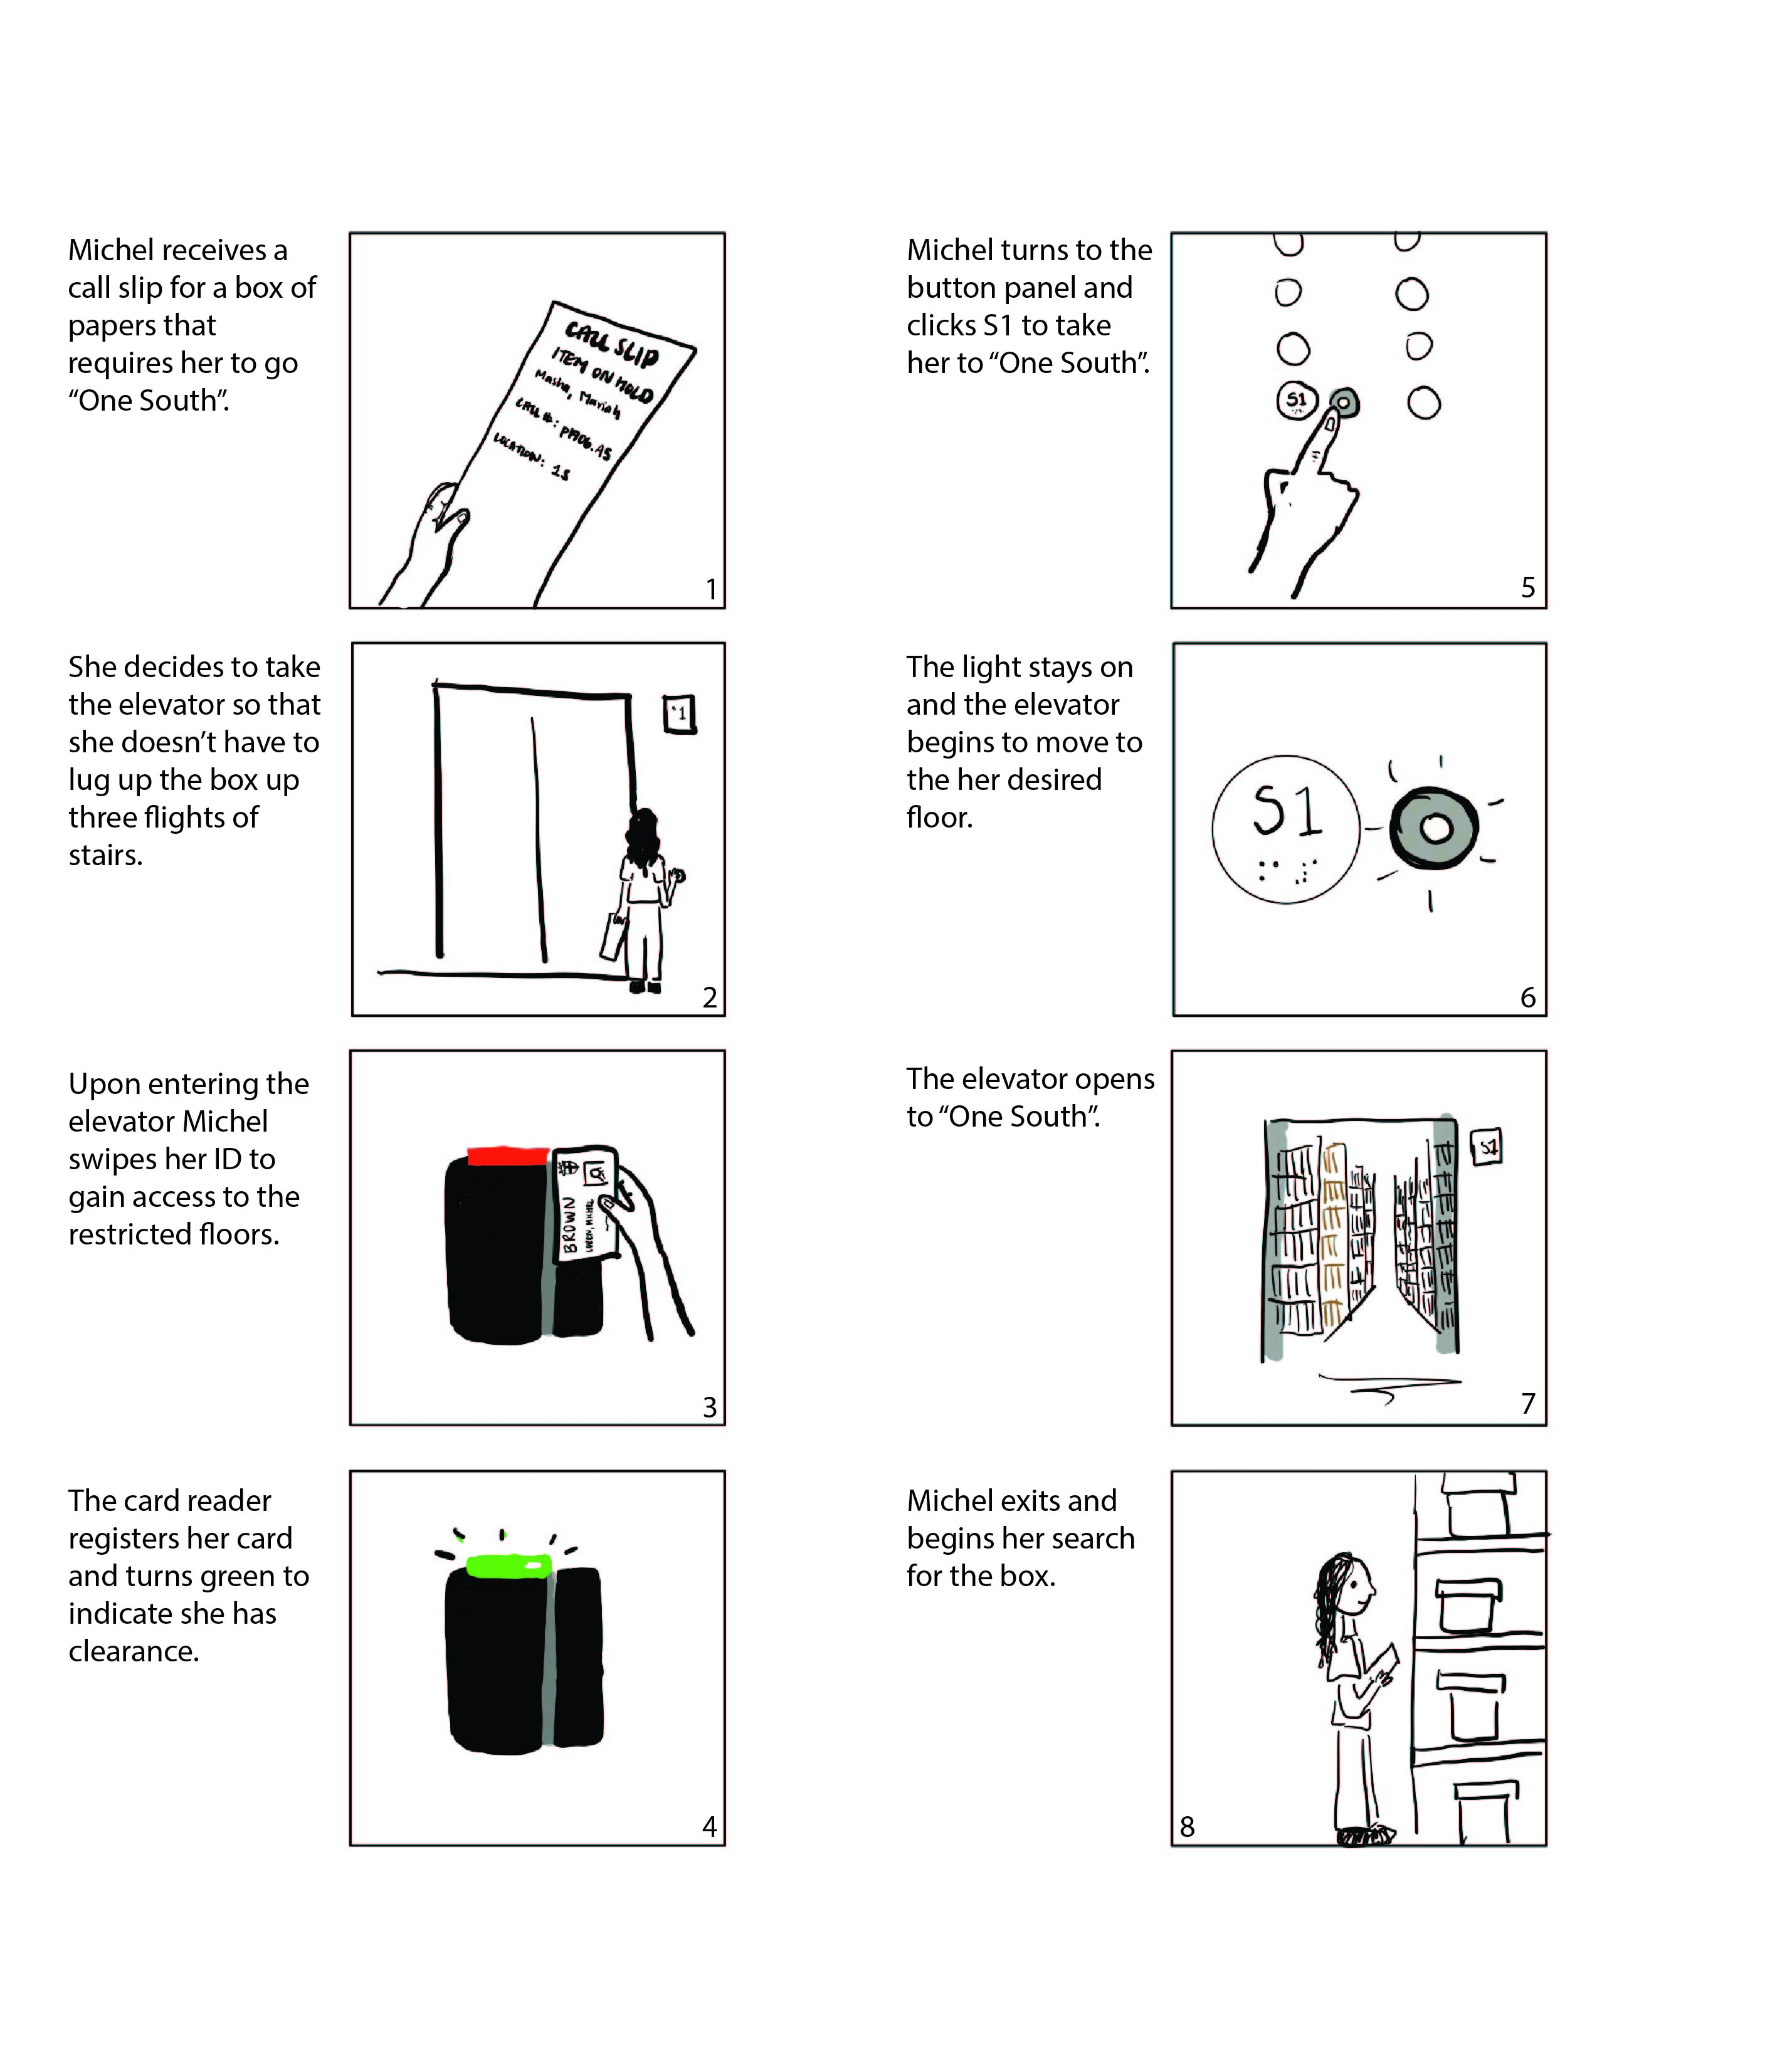 Michel receives a
call slip for a box of
papers that
requires her to go
“One South”.
CALL SLIP
ITEM ON HOLD
Masha, Mariah
CALL #: P1906.A5
LOCATION: 1S
1
She decides to take
the elevator so that
she doesn’t have to
lug up the box up
three flights of
stairs.
1
2
Upon entering the
elevator Michel
swipes her ID to
gain access to the
restricted floors.
BROWN
3
The card reader
registers her card
and turns green to
indicate she has
clearance.
4
Michel turns to the
button panel and
clicks S1 to take
her to “One South”.
S1
5
The light stays on
and the elevator
begins to move to
the her desired
floor.
S1
6
The elevator opens
to “One South”.
S1
7
Michel exits and
begins her search
for the box.
8